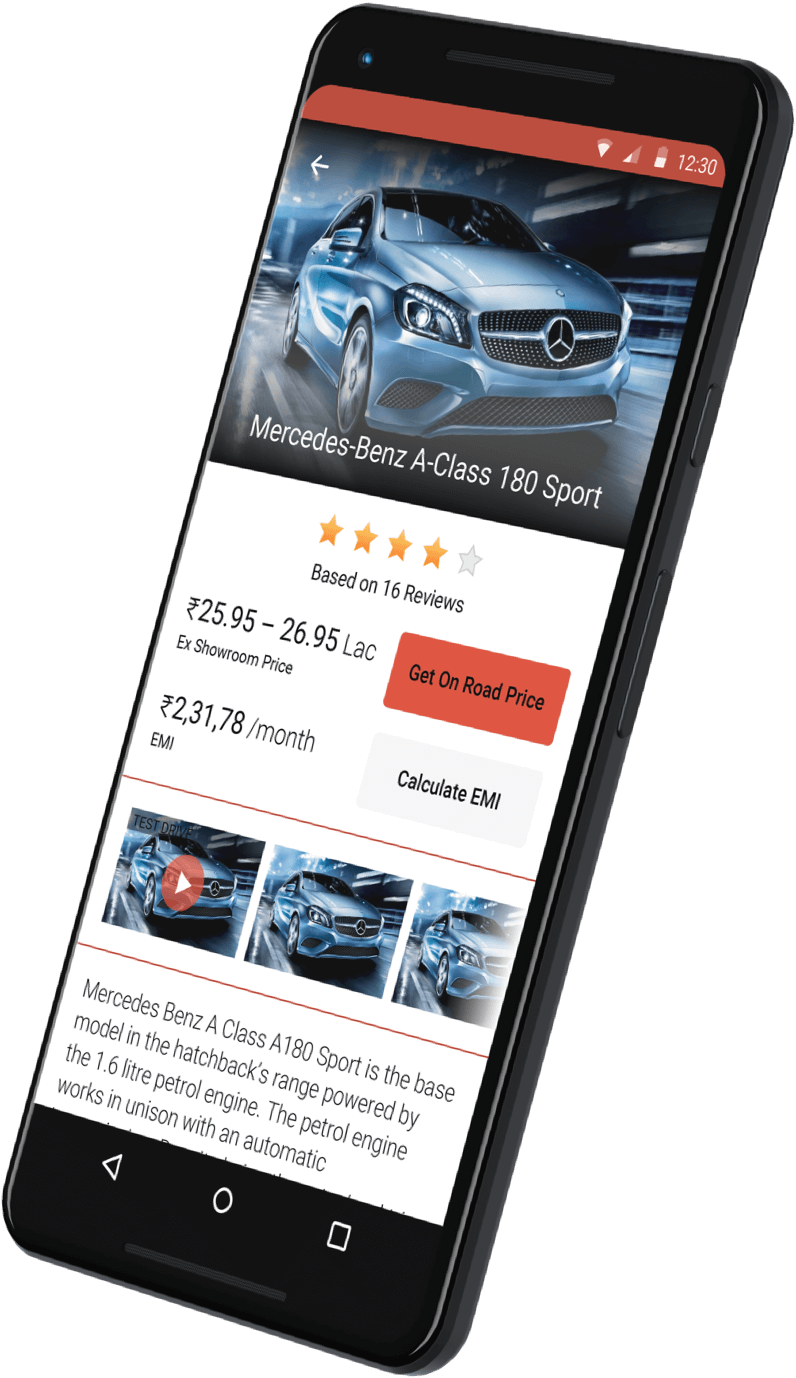 12:30
Mercedes-Benz A-Class 180 Sport
Based on 16 Reviews
₹25.95 – 26.95 Lac
Ex Showroom Price
Get On Road Price
₹2,31,78 /month
EMI
Calculate EMI
TEST DRIVE
Mercedes Benz A Class A180 Sport is the base
model in the hatchback's range powered by
the 1.6 litre petrol engine. The petrol engine
works in unison with an automatic